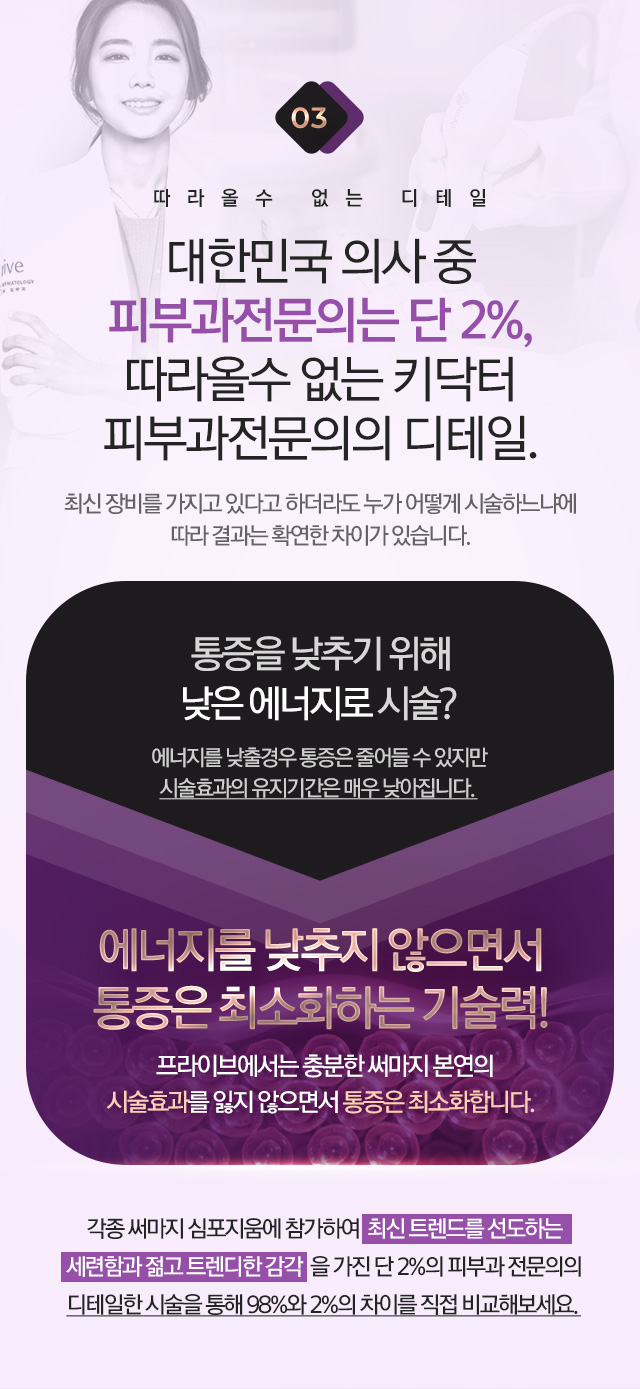 03
따라올수 없는 디테일
대한민국 의사 중
피부과전문의는 단 2%,
따라올수 없는 키닥터
피부과전문의의 디테일.
최신 장비를 가지고 있다고 하더라도 누가 어떻게 시술하느냐에
따라 결과는 확연한 차이가 있습니다.
통증을 낮추기 위해
낮은 에너지로 시술?
에너지를 낮출경우 통증은 줄어들 수 있지만
시술효과의 유지기간은 매우 낮아집니다.
에너지를 낮추지 않으면서
통증은 최소화하는 기술력!
프라이브에서는 충분한 써마지 본연의
시술효과를 잃지 않으면서 통증은 최소화합니다.
각종 써마지 심포지움에 참가하여 최신 트렌드를 선도하는
세련함과 젊고 트렌디한 감각 을 가진 단 2%의 피부과 전문의의
디테일한 시술을 통해 98%와 2%의 차이를 직접 비교해보세요.